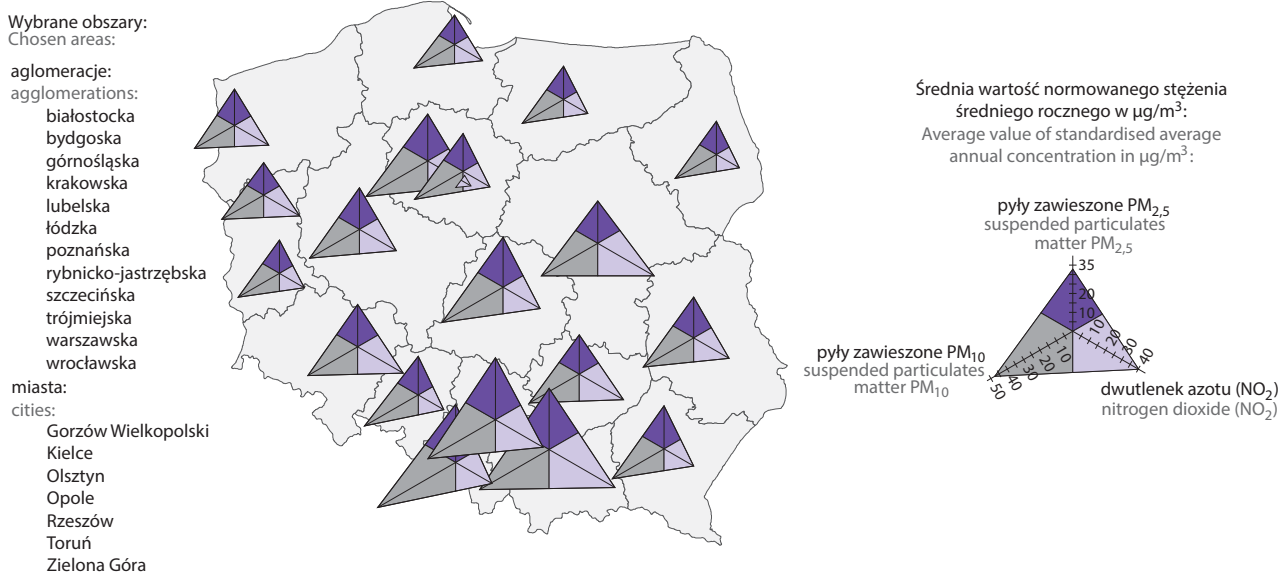 Wybrane obszary:
Chosen areas:
aglomeracje:
agglomerations:
białostocka
bydgoska
górnośląska
krakowska
lubelska
łódzka
poznańska
rybnicko-jastrzębska
szczecińska
trójmiejska
warszawska
wrocławska
miasta:
cities:
Gorzów Wielkopolski
Kielce
Olsztyn
Opole
Rzeszów
Toruń
Zielona Góra
Średnia wartość normowanego stężenia
średniego rocznego w µg/m³:
Average value of standardised average
annual concentration in µg/m³:
pyły zawieszone PM2,5
suspended particulates
matter PM2,5
35
20
10
10
20
30
40
10
20
30
40
50
pyły zawieszone PM10
suspended particulates
matter PM10
dwutlenek azotu (NO2)
nitrogen dioxide (NO2)